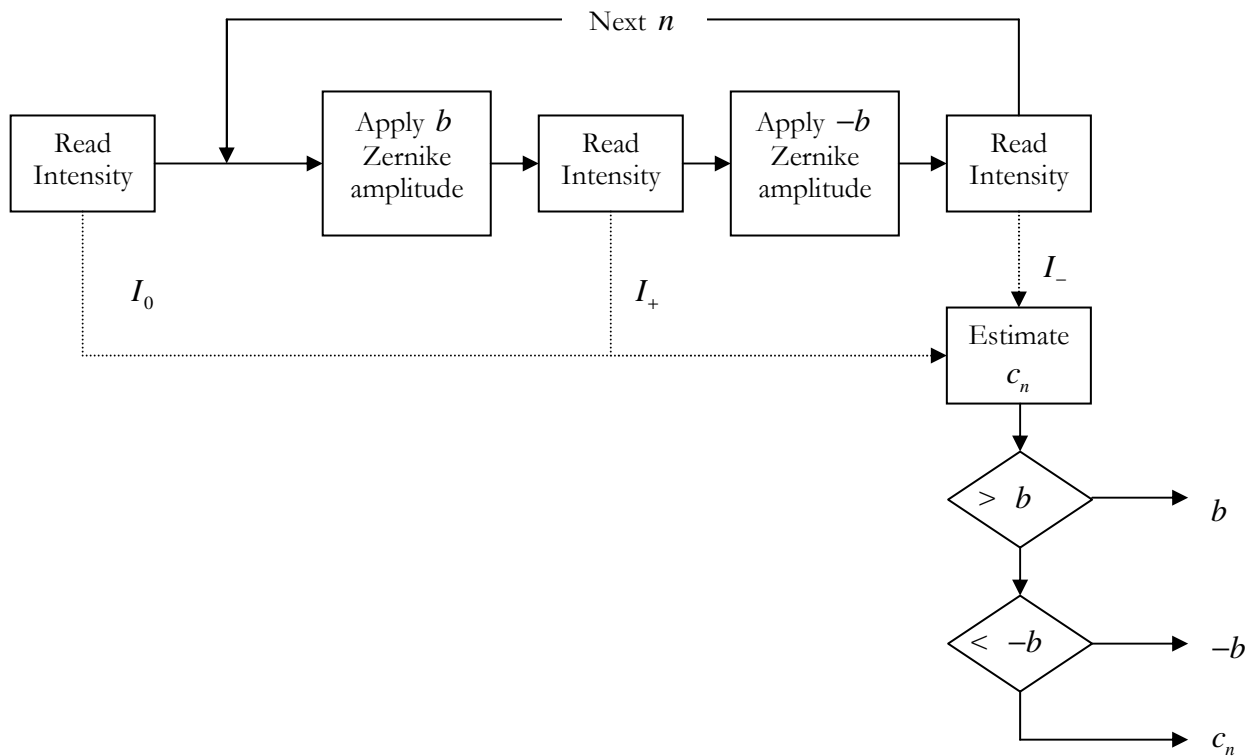 Next n
Read
Intensity
Apply b
Zernike
amplitude
Read
Intensity
Apply −b
Zernike
amplitude
Read
Intensity
I₀
I₊
I₋
Estimate
cₙ
> b
b
< −b
−b
cₙ